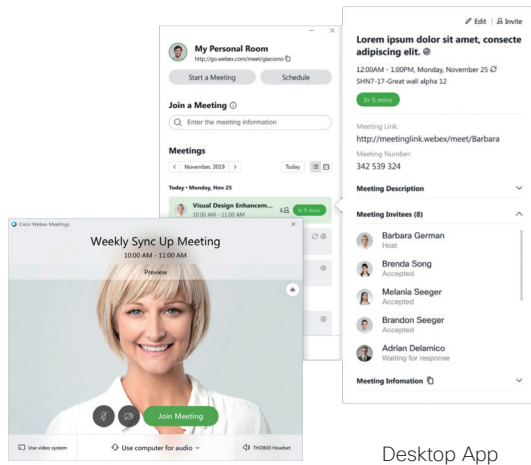 My Personal Room
http://go.webex.com/meet/giacomo
Start a Meeting
Schedule
Join a Meeting
Enter the meeting information
Meetings
November, 2019
Today
Today • Monday, Nov 25
Visual Design Enhancem...
10:00 AM - 11:00 AM
6
In 5 mins
Edit | Invite
Lorem ipsum dolor sit amet, consecte
adipiscing elit.
12:00AM - 1:00PM, Monday, November 25
SHN7-17-Great wall alpha 12
In 5 mins
Meeting Link:
http://meetinglink.webex/meet/Barbara
Meeting Number:
342 539 324
Meeting Description
Meeting Invitees (8)
Barbara German
Host
Brenda Song
Accepted
Melania Seeger
Accepted
Brandon Seeger
Accepted
Adrian Delamico
Waiting for response
Meeting Infomation
Cisco Webex Meetings
Weekly Sync Up Meeting
10:00 AM - 11:00 AM
Preview
Join Meeting
Use video system
Use computer for audio
THD800 Headset
Desktop App